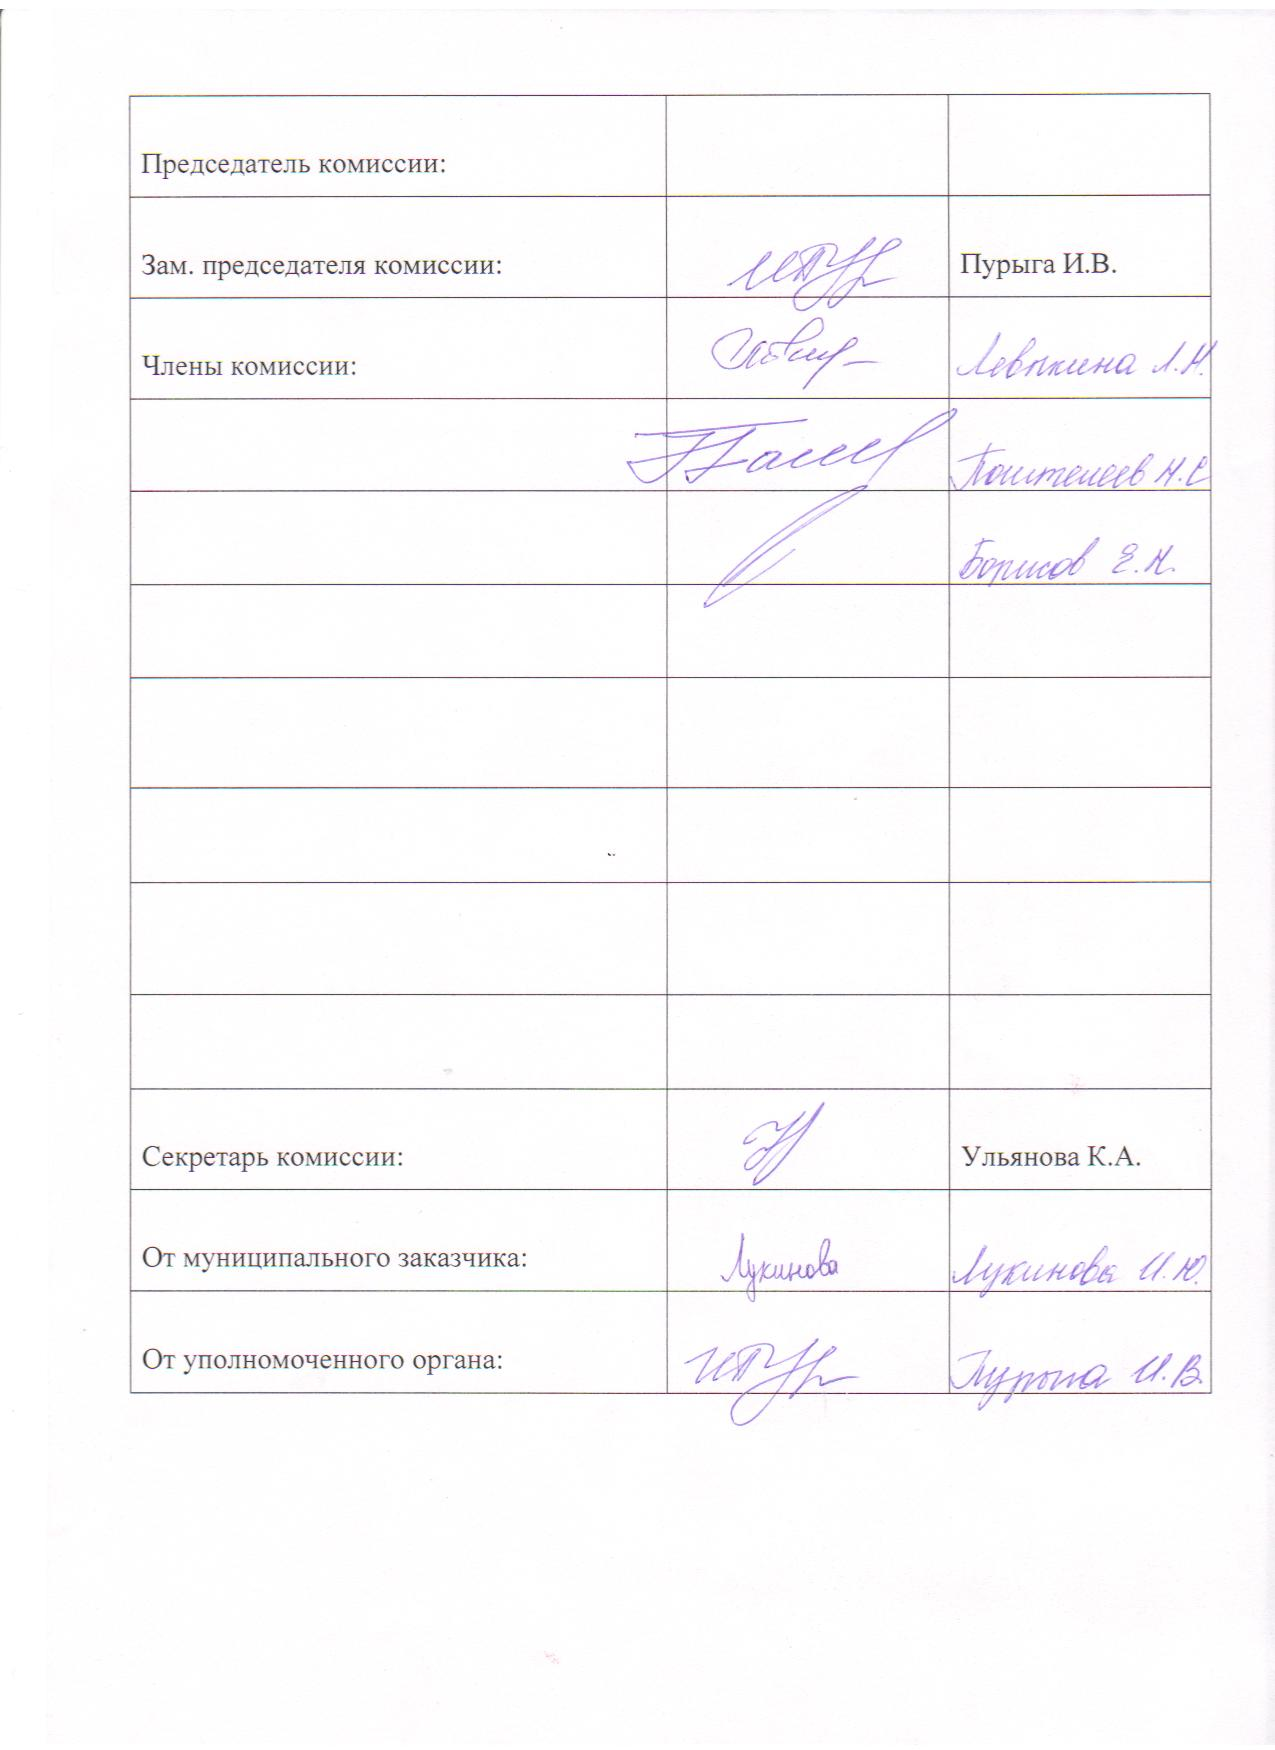 Председатель комиссии:
Зам. председателя комиссии: Пурыга И.В.
Члены комиссии: Левыкина Л.Н.
Н.С
Борисов Е.Н.
Секретарь комиссии: Ульянова К.А.
От муниципального заказчика: Лукинова Лукинова И.Ю.
От уполномоченного органа: Пурыга И.В.